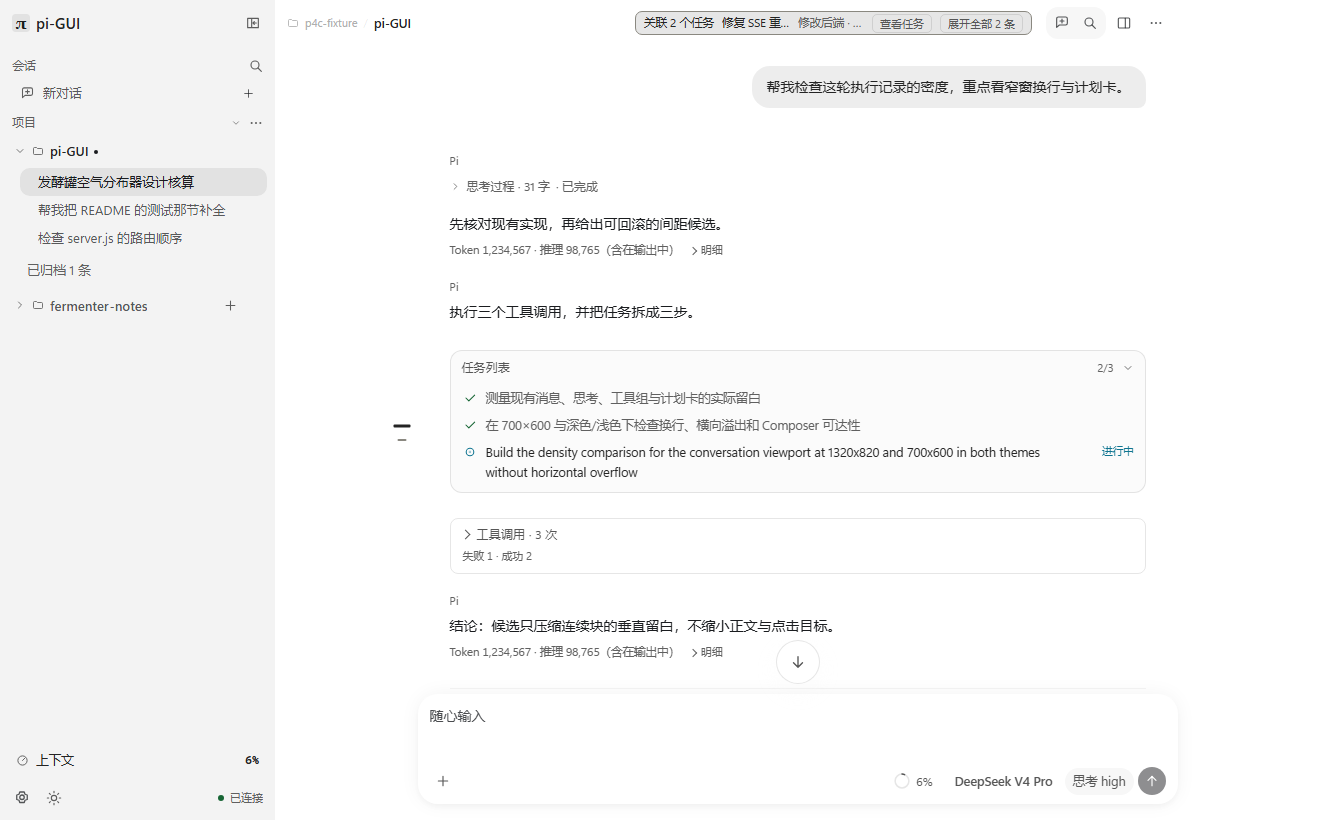 π pi-GUI
会话
新对话
项目
pi-GUI
发酵罐空气分布器设计核算
帮我把 README 的测试那节补全
检查 server.js 的路由顺序
已归档 1 条
fermenter-notes
上下文 6%
已连接
p4c-fixture / pi-GUI
关联 2 个任务 修复 SSE 重... 修改后端 · ... 查看任务 展开全部 2 条
帮我检查这轮执行记录的密度，重点看窄窗换行与计划卡。
Pi
思考过程 · 31 字 · 已完成
先核对现有实现，再给出可回滚的间距候选。
Token 1,234,567 · 推理 98,765（含在输出中） 明细
Pi
执行三个工具调用，并把任务拆成三步。
任务列表 2/3
测量现有消息、思考、工具组与计划卡的实际留白
在 700×600 与深色/浅色下检查换行、横向溢出和 Composer 可达性
Build the density comparison for the conversation viewport at 1320x820 and 700x600 in both themes 进行中
without horizontal overflow
工具调用 · 3 次
失败 1 · 成功 2
Pi
结论：候选只压缩连续块的垂直留白，不缩小正文与点击目标。
Token 1,234,567 · 推理 98,765（含在输出中） 明细
随心输入
6% DeepSeek V4 Pro 思考 high